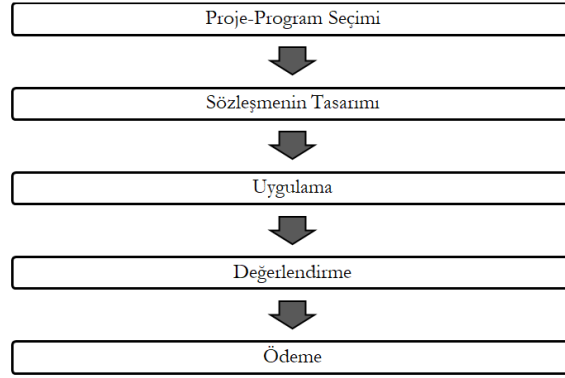 Proje-Program Seçimi
Sözleşmenin Tasarımı
Uygulama
Değerlendirme
Ödeme